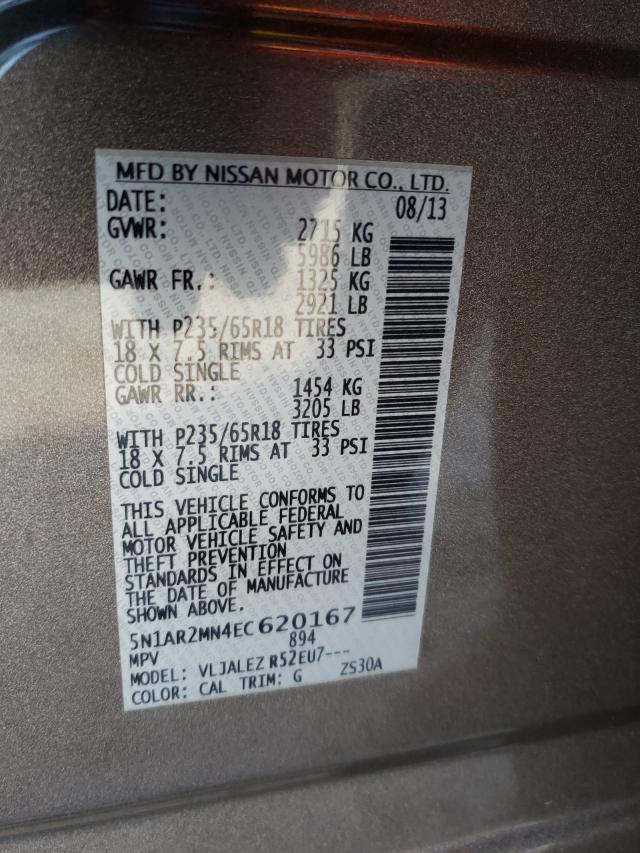 MFD BY NISSAN MOTOR CO., LTD.
DATE: 08/13
GVWR: 2715 KG
5986 LB
GAWR FR.: 1325 KG
2921 LB
WITH P235/65R18 TIRES
18 X 7.5 RIMS AT 33 PSI
COLD SINGLE
GAWR RR.: 1454 KG
3205 LB
WITH P235/65R18 TIRES
18 X 7.5 RIMS AT 33 PSI
COLD SINGLE
THIS VEHICLE CONFORMS TO
ALL APPLICABLE FEDERAL
MOTOR VEHICLE SAFETY AND
THEFT PREVENTION
STANDARDS IN EFFECT ON
THE DATE OF MANUFACTURE
SHOWN ABOVE.
5N1AR2MN4EC620167
MPV 894
MODEL: VLJALEZ R52EU7---
COLOR: CAL TRIM: G ZS30A